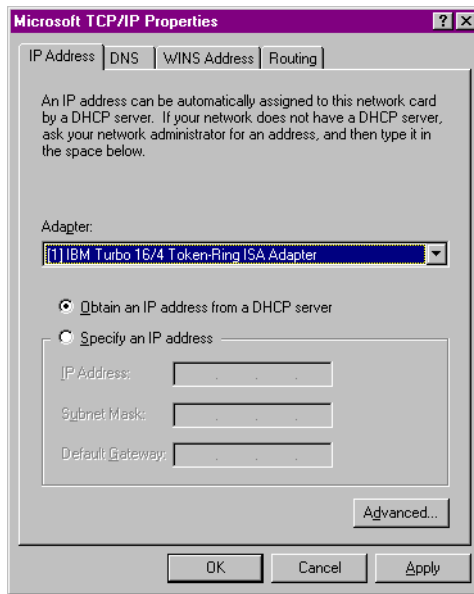 Microsoft TCP/IP Properties
IP Address DNS WINS Address Routing
An IP address can be automatically assigned to this network card
by a DHCP server. If your network does not have a DHCP server,
ask your network administrator for an address, and then type it in
the space below.
Adapter:
[1] IBM Turbo 16/4 Token-Ring ISA Adapter
Obtain an IP address from a DHCP server
Specify an IP address
IP Address:
Subnet Mask:
Default Gateway:
Advanced...
OK Cancel Apply